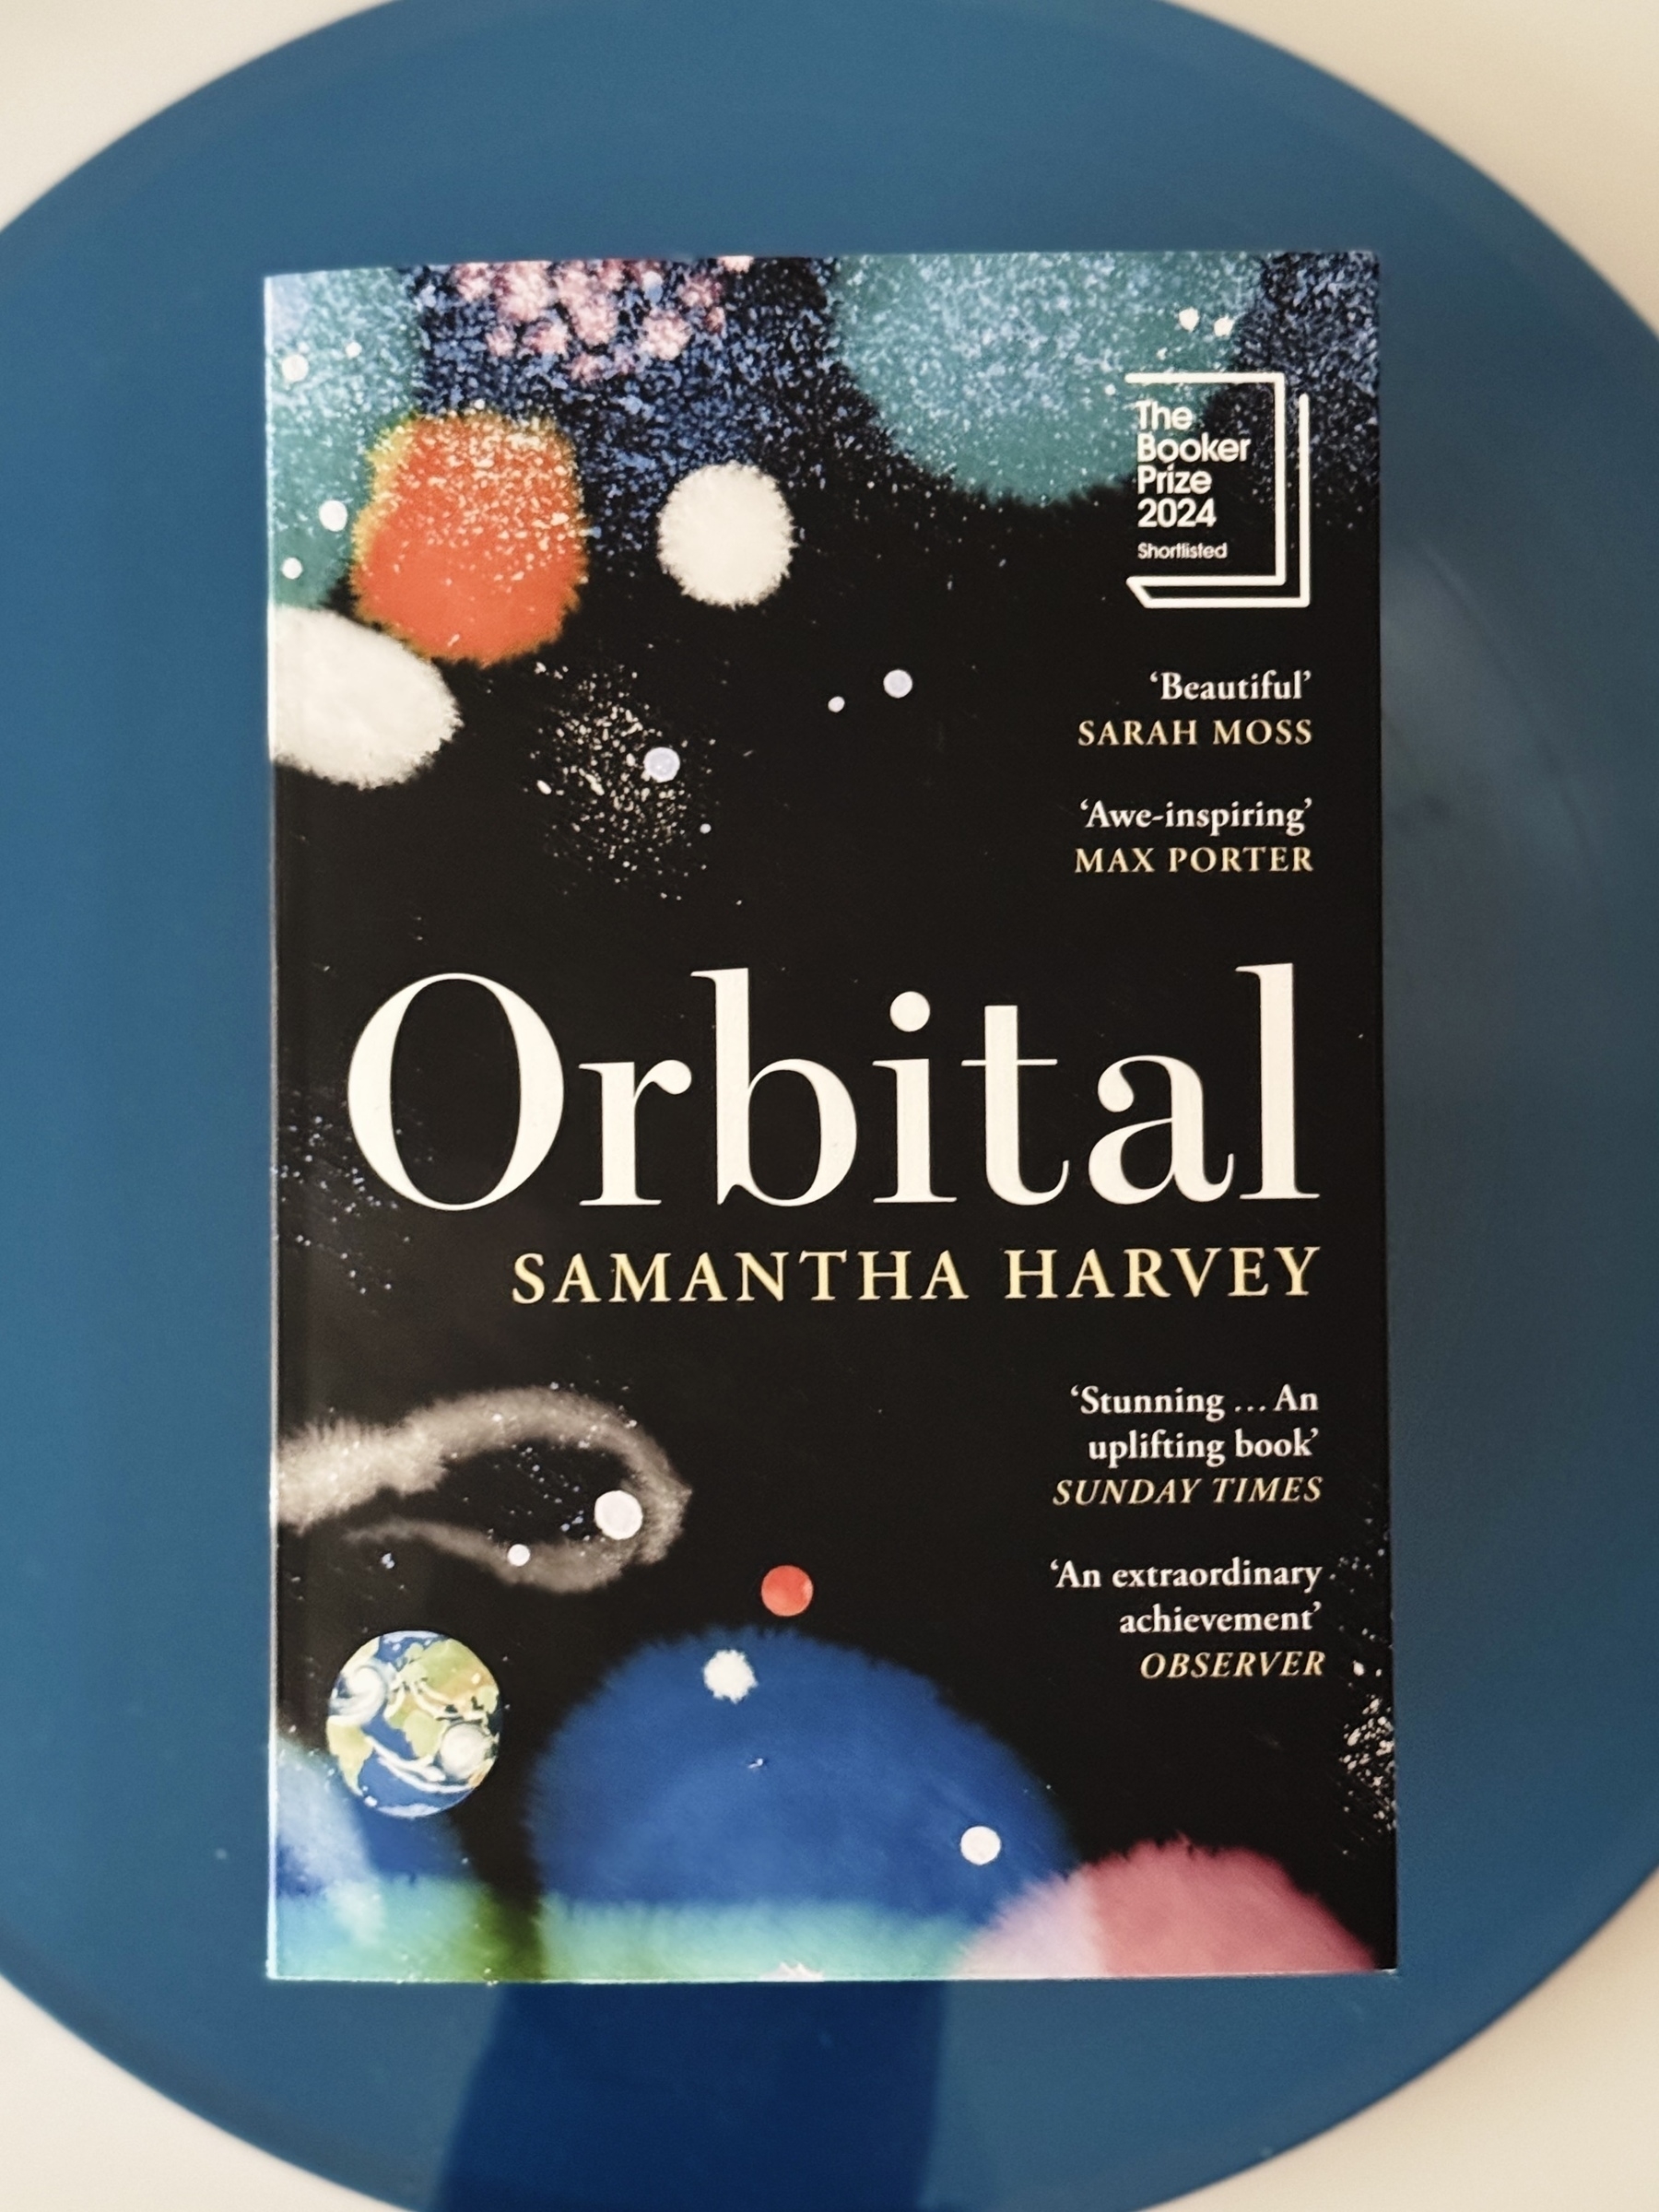 The
Booker
Prize
2024
Shortlisted
‘Beautiful’
SARAH MOSS
‘Awe-inspiring’
MAX PORTER
Orbital
SAMANTHA HARVEY
‘Stunning … An
uplifting book’
SUNDAY TIMES
‘An extraordinary
achievement’
OBSERVER